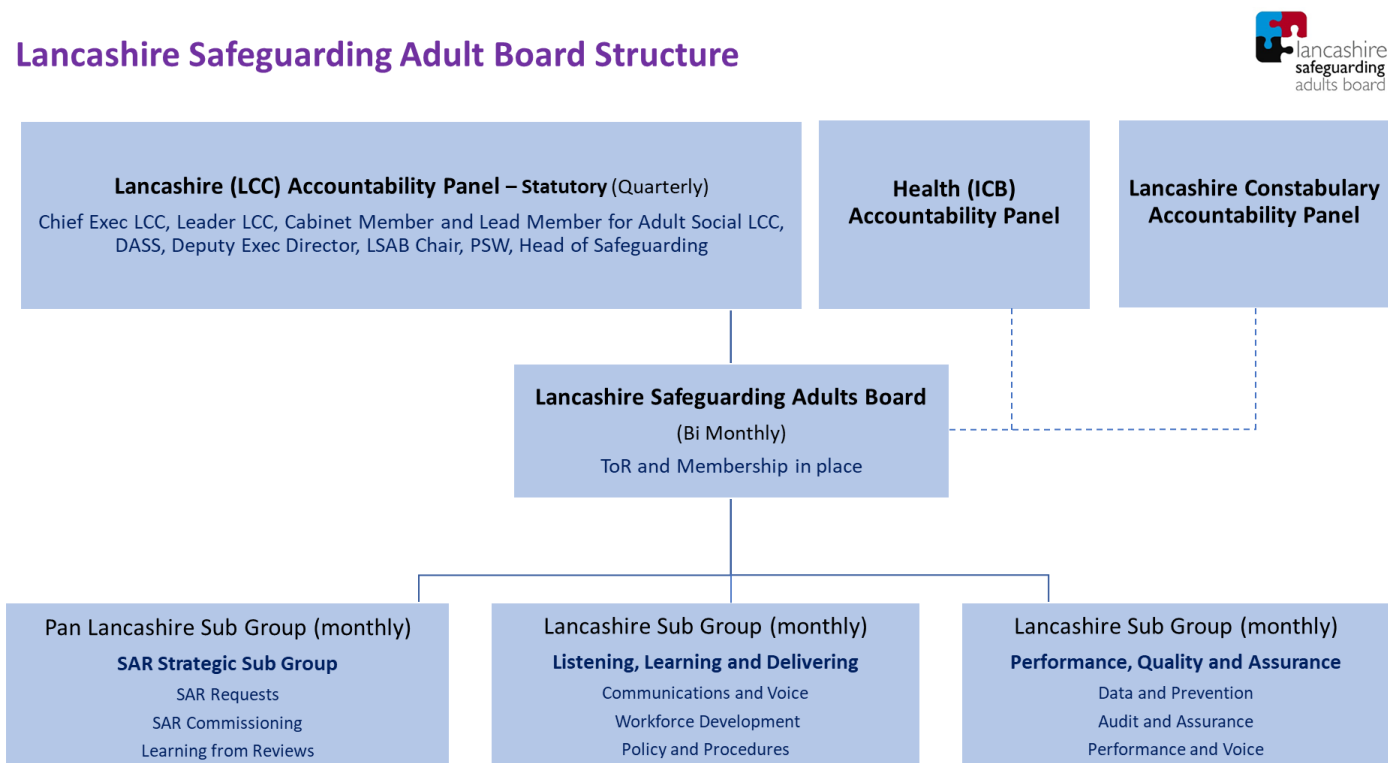 Lancashire Safeguarding Adult Board Structure
lancashire
safeguarding
adults board
Lancashire (LCC) Accountability Panel – Statutory (Quarterly)
Chief Exec LCC, Leader LCC, Cabinet Member and Lead Member for Adult Social LCC,
DASS, Deputy Exec Director, LSAB Chair, PSW, Head of Safeguarding
Health (ICB)
Accountability Panel
Lancashire Constabulary
Accountability Panel
Lancashire Safeguarding Adults Board
(Bi Monthly)
ToR and Membership in place
Pan Lancashire Sub Group (monthly)
SAR Strategic Sub Group
SAR Requests
SAR Commissioning
Learning from Reviews
Lancashire Sub Group (monthly)
Listening, Learning and Delivering
Communications and Voice
Workforce Development
Policy and Procedures
Lancashire Sub Group (monthly)
Performance, Quality and Assurance
Data and Prevention
Audit and Assurance
Performance and Voice